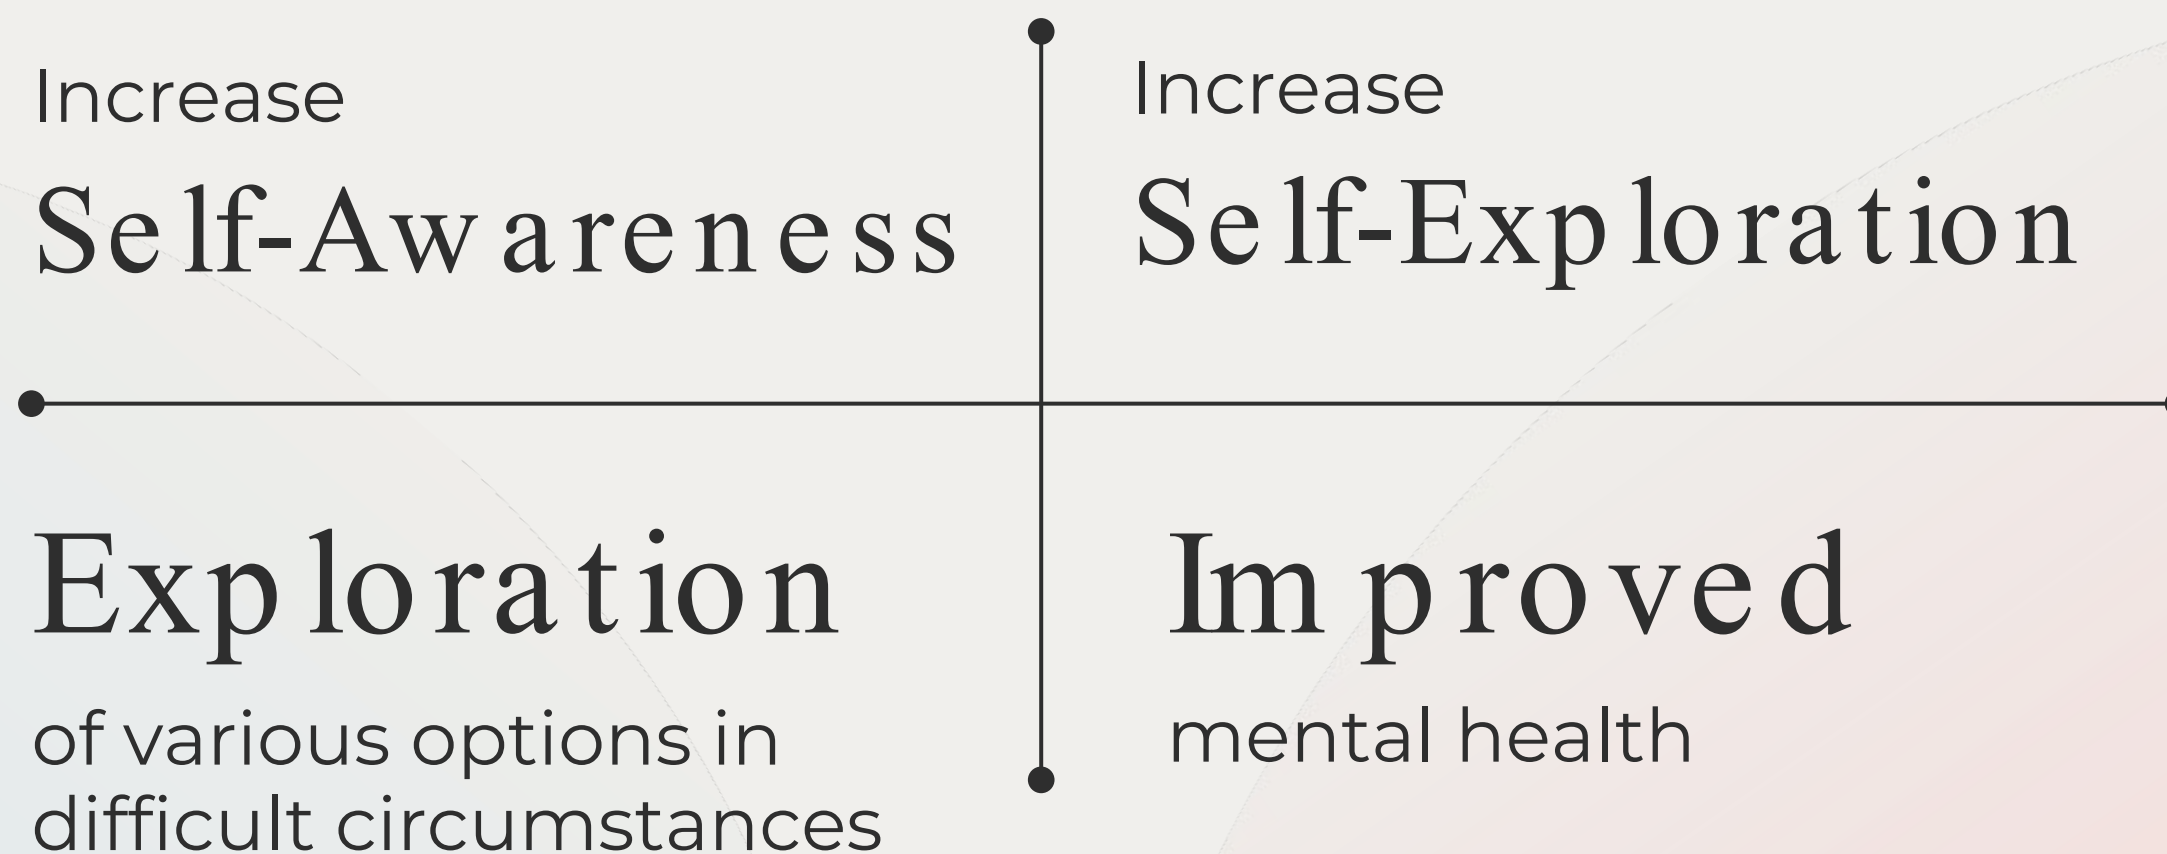 Increase
Self-Awareness
Increase
Self-Exploration
Exploration
of various options in
difficult circumstances
Improved
mental health